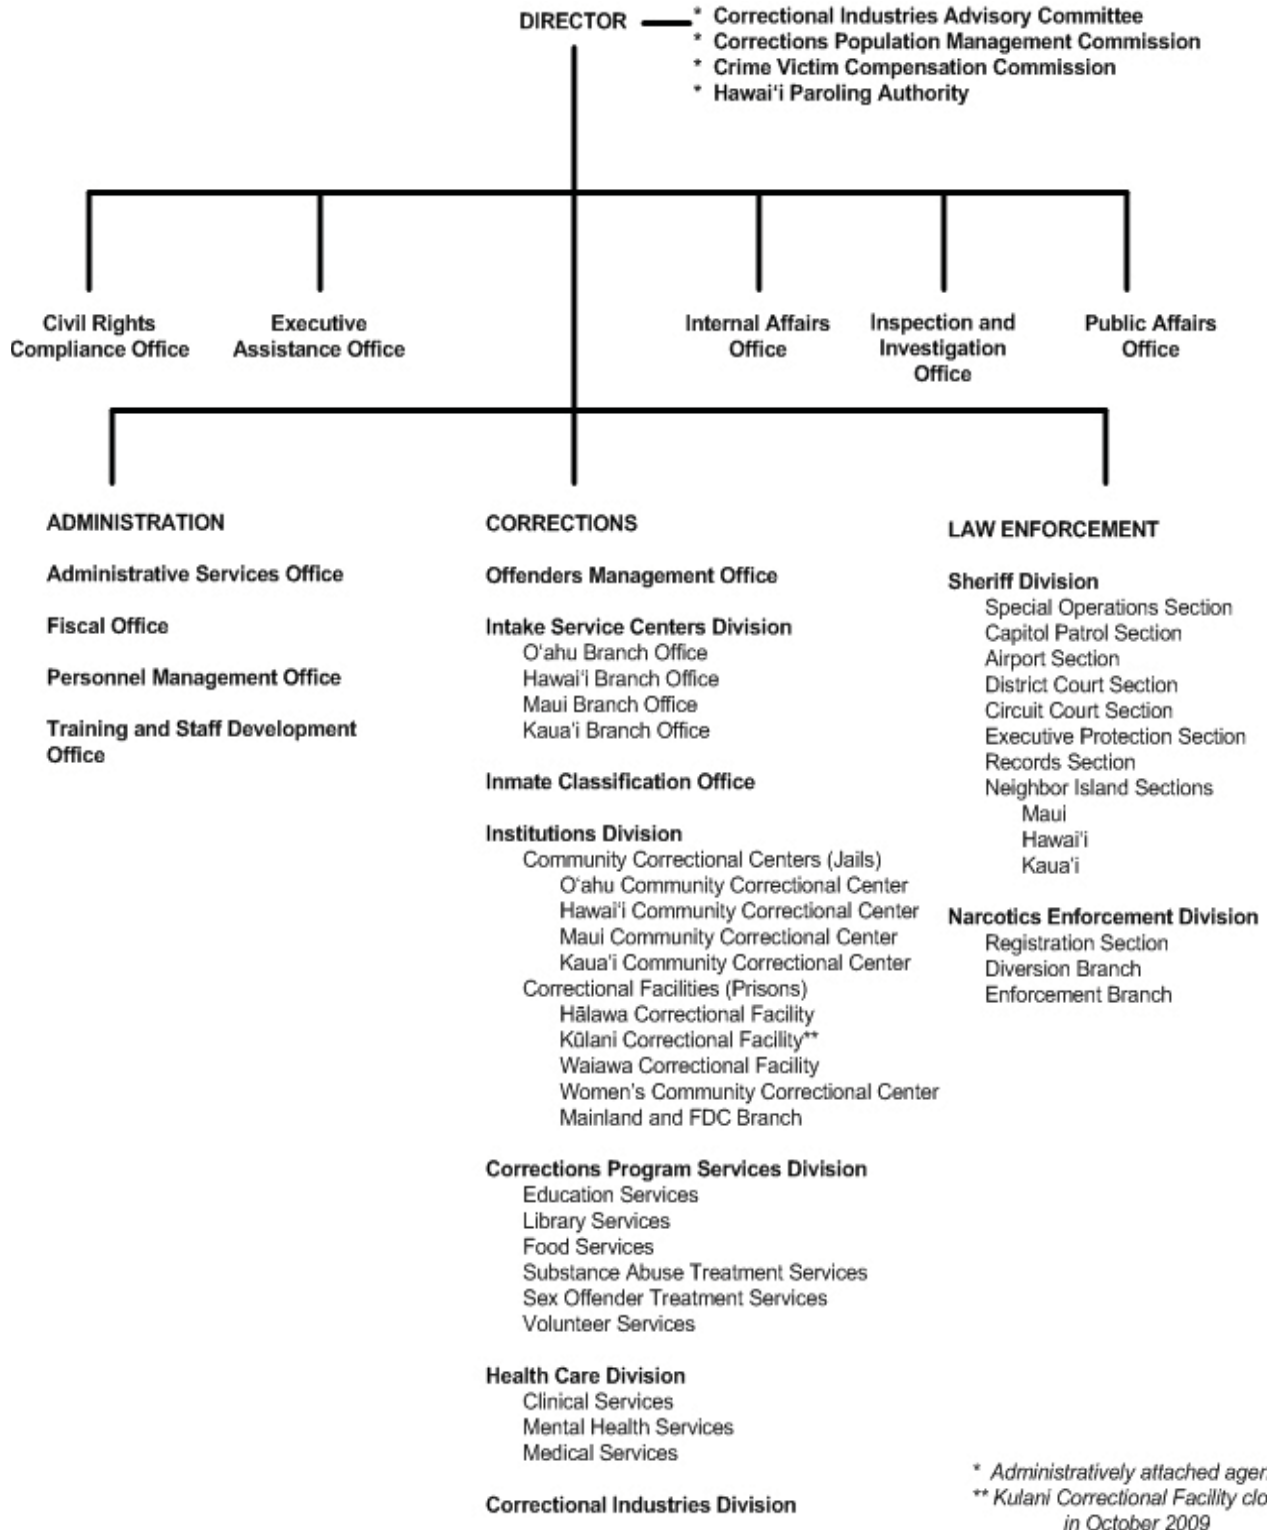 DIRECTOR
* Correctional Industries Advisory Committee
* Corrections Population Management Commission
* Crime Victim Compensation Commission
* Hawai‘i Paroling Authority
Civil Rights
Compliance Office
Executive
Assistance Office
Internal Affairs
Office
Inspection and
Investigation
Office
Public Affairs
Office
ADMINISTRATION
Administrative Services Office
Fiscal Office
Personnel Management Office
Training and Staff Development
Office
CORRECTIONS
Offenders Management Office
Intake Service Centers Division
O‘ahu Branch Office
Hawai‘i Branch Office
Maui Branch Office
Kaua‘i Branch Office
Inmate Classification Office
Institutions Division
Community Correctional Centers (Jails)
O‘ahu Community Correctional Center
Hawai‘i Community Correctional Center
Maui Community Correctional Center
Kaua‘i Community Correctional Center
Correctional Facilities (Prisons)
Hālawa Correctional Facility
Kūlani Correctional Facility**
Waiawa Correctional Facility
Women’s Community Correctional Center
Mainland and FDC Branch
Corrections Program Services Division
Education Services
Library Services
Food Services
Substance Abuse Treatment Services
Sex Offender Treatment Services
Volunteer Services
Health Care Division
Clinical Services
Mental Health Services
Medical Services
Correctional Industries Division
LAW ENFORCEMENT
Sheriff Division
Special Operations Section
Capitol Patrol Section
Airport Section
District Court Section
Circuit Court Section
Executive Protection Section
Records Section
Neighbor Island Sections
Maui
Hawai‘i
Kaua‘i
Narcotics Enforcement Division
Registration Section
Diversion Branch
Enforcement Branch
* Administratively attached
** Kulani Correctional Facility
in October 2009